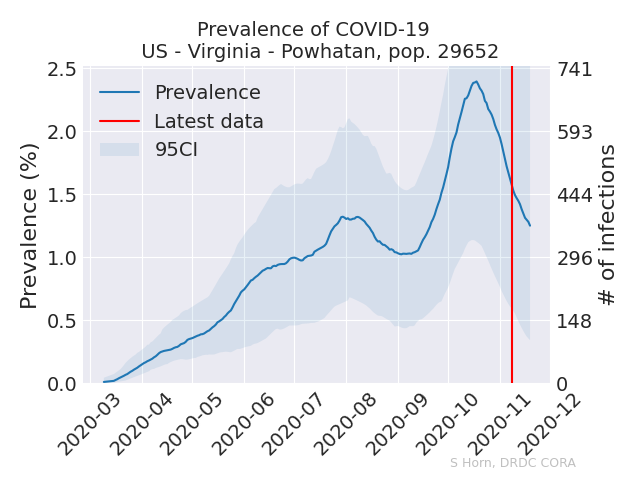 Prevalence of COVID-19
US - Virginia - Powhatan, pop. 29652
Prevalence
Latest data
95CI
Prevalence (%)
2.5
2.0
1.5
1.0
0.5
0.0
741
593
444
296
148
0
# of infections
2020-03
2020-04
2020-05
2020-06
2020-07
2020-08
2020-09
2020-10
2020-11
2020-12
S Horn, DRDC CORA